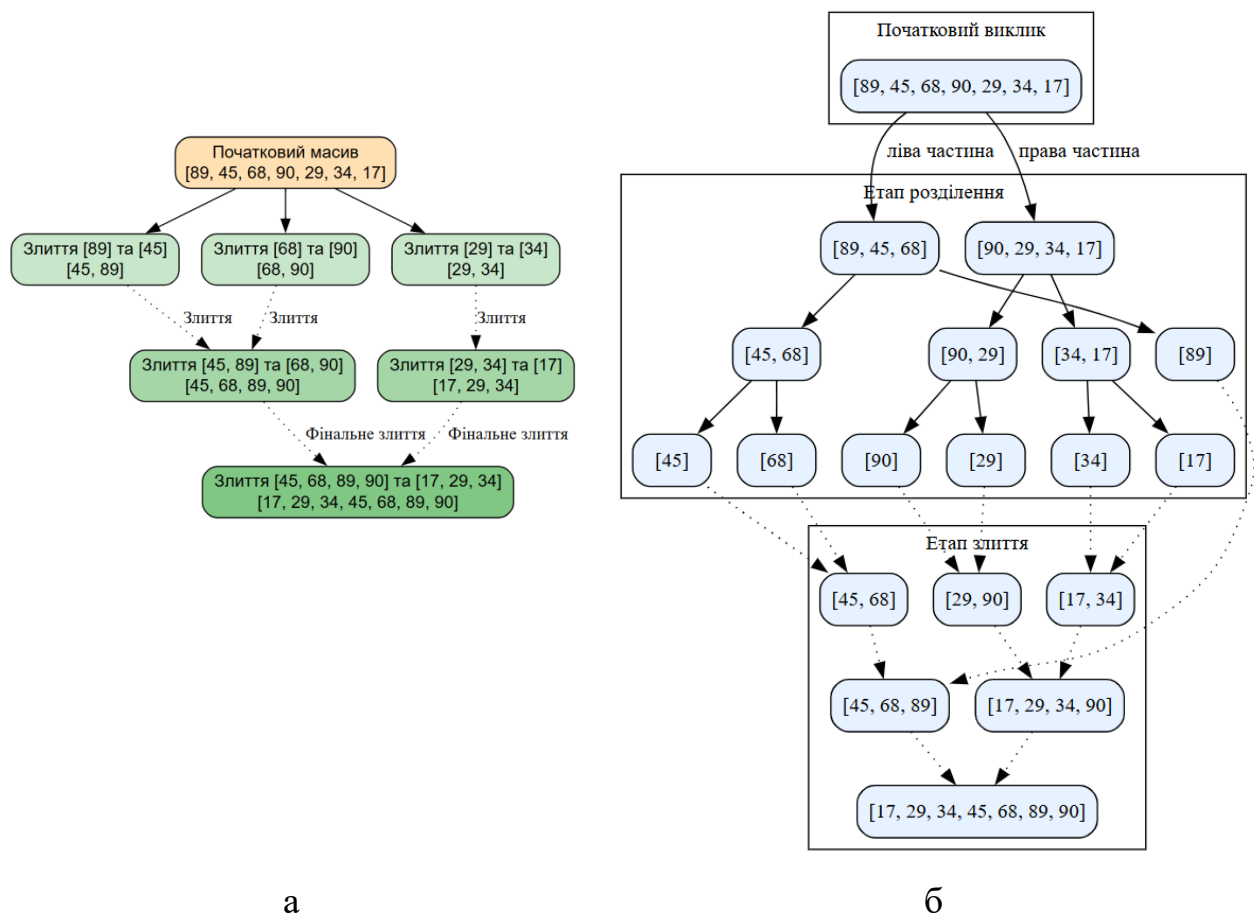 Початковий масив
[89, 45, 68, 90, 29, 34, 17]
Злиття [89] та [45]
[45, 89]
Злиття [68] та [90]
[68, 90]
Злиття [29] та [34]
[29, 34]
Злиття
Злиття
Злиття
Злиття [45, 89] та [68, 90]
[45, 68, 89, 90]
Злиття [29, 34] та [17]
[17, 29, 34]
Фінальне злиття
Фінальне злиття
Злиття [45, 68, 89, 90] та [17, 29, 34]
[17, 29, 34, 45, 68, 89, 90]
а
Початковий виклик
[89, 45, 68, 90, 29, 34, 17]
ліва частина
права частина
Етап розділення
[89, 45, 68]
[90, 29, 34, 17]
[45, 68]
[90, 29]
[34, 17]
[89]
[45]
[68]
[90]
[29]
[34]
[17]
Етап злиття
[45, 68]
[29, 90]
[17, 34]
[45, 68, 89]
[17, 29, 34, 90]
[17, 29, 34, 45, 68, 89, 90]
б